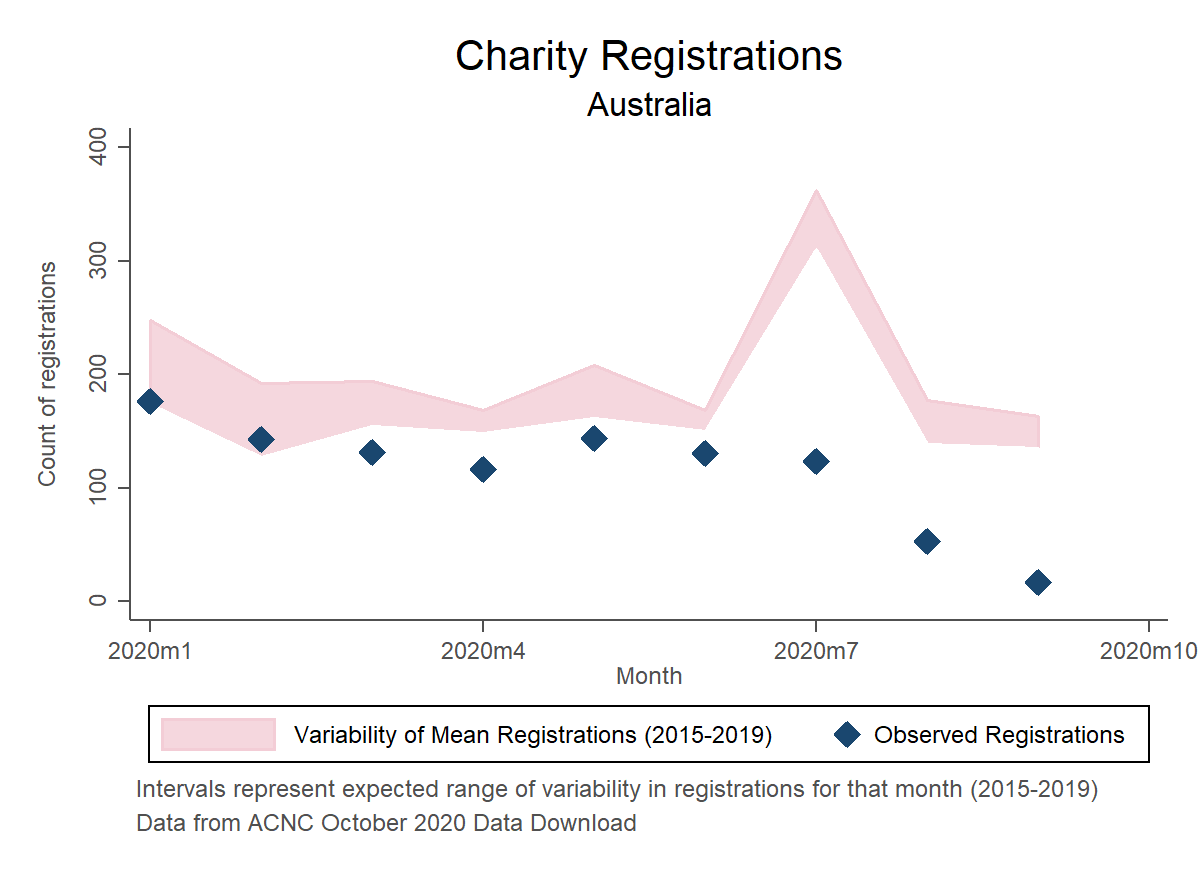 Charity Registrations
Australia
400
300
200
100
0
Count of registrations
2020m1
2020m4
2020m7
2020m10
Month
Variability of Mean Registrations (2015-2019)
Observed Registrations
Intervals represent expected range of variability in registrations for that month (2015-2019)
Data from ACNC October 2020 Data Download